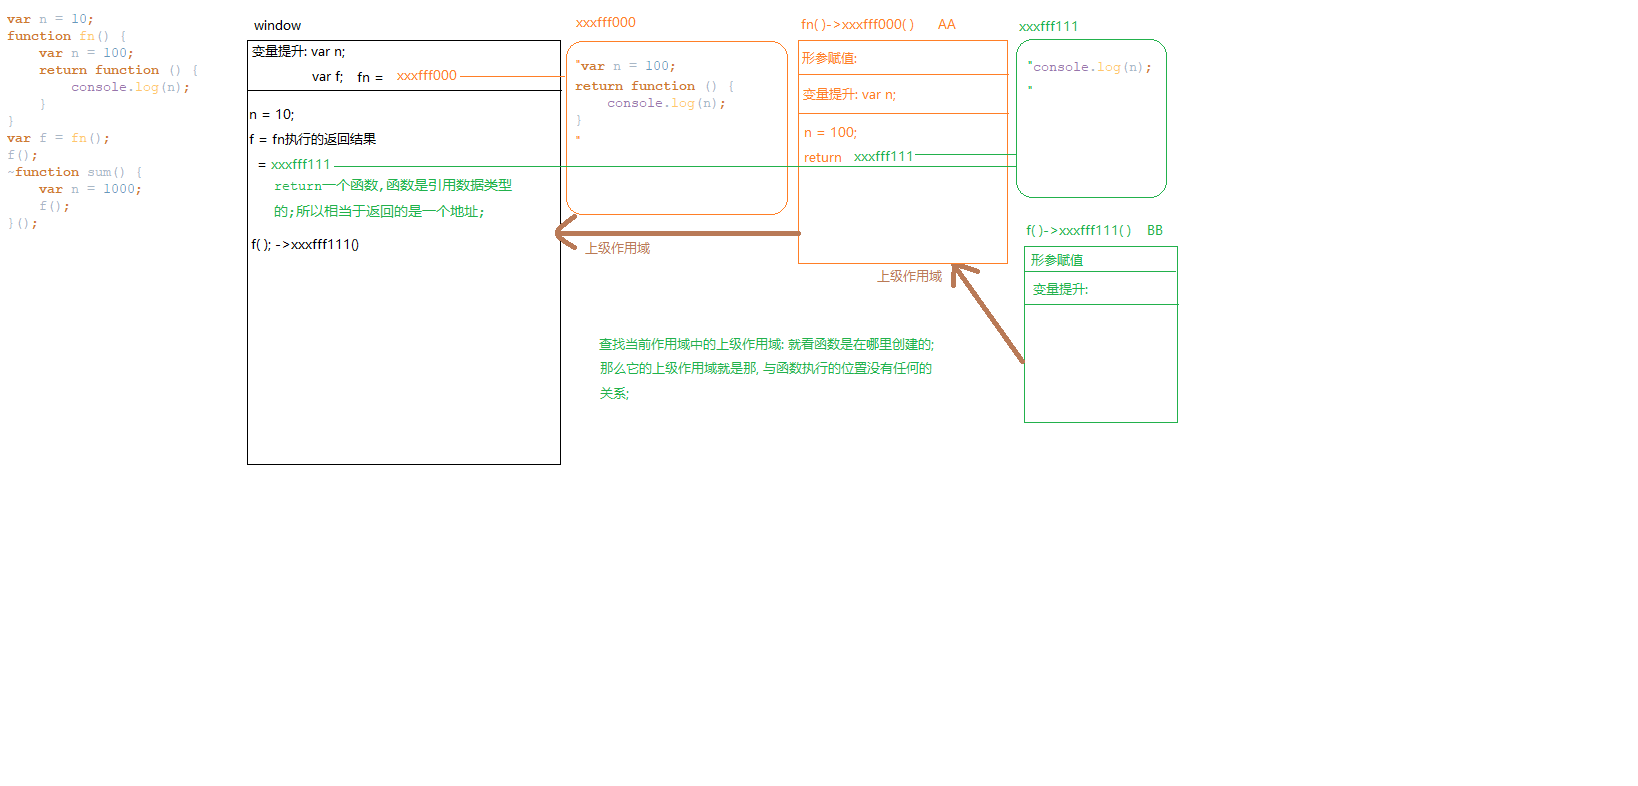 var n = 10;
function fn() {
    var n = 100;
    return function () {
        console.log(n);
    }
}
var f = fn();
f();
~function sum() {
    var n = 1000;
    f();
}();
window
变量提升: var n;
var f; fn = xxxfff000
n = 10;
f = fn执行的返回结果
= xxxfff111
return一个函数,函数是引用数据类型
的;所以相当于返回的是一个地址;
f( ); ->xxxfff111()
xxxfff000
"var n = 100;
return function () {
    console.log(n);
}
"
上级作用域
fn( )->xxxfff000( ) AA
形参赋值:
变量提升: var n;
n = 100;
return xxxfff111
上级作用域
xxxfff111
"console.log(n);
"
f( )->xxxfff111( ) BB
形参赋值
变量提升:
查找当前作用域中的上级作用域: 就看函数是在哪里创建的;
那么它的上级作用域就是那, 与函数执行的位置没有任何的
关系;